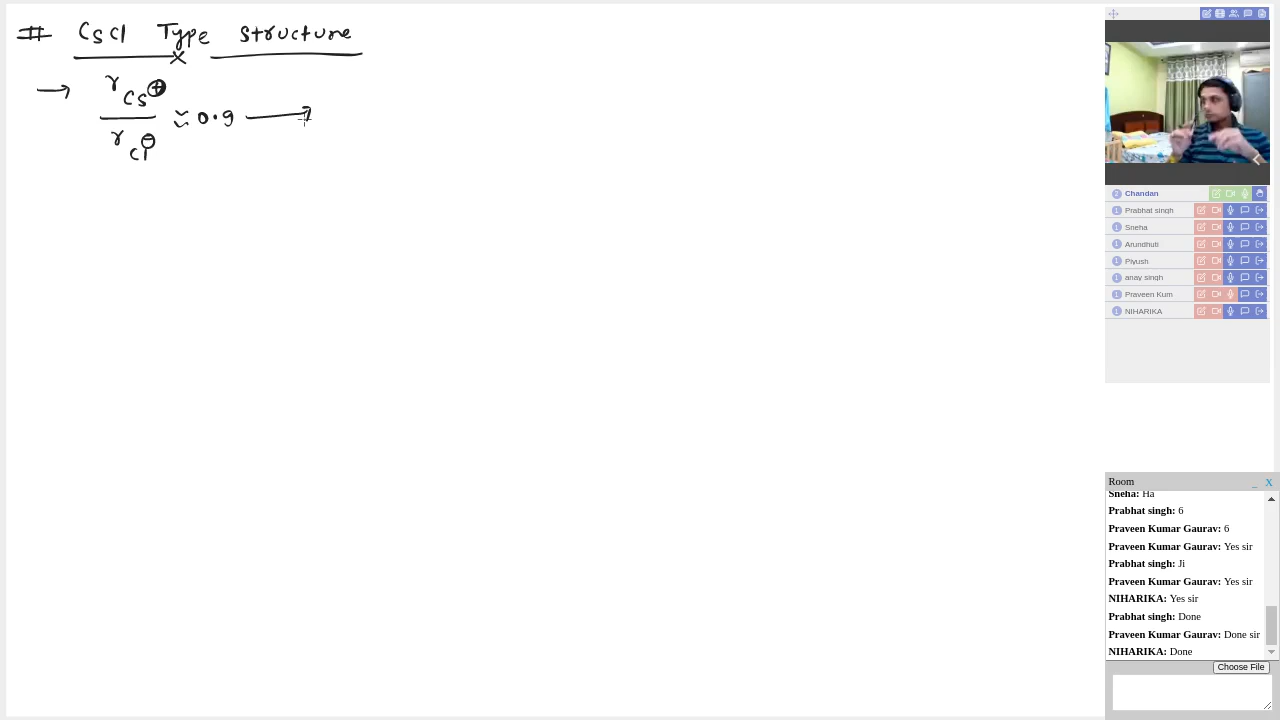 # CsCl Type structure
→ r Cs⊕ / r Cl⊖ ≈ 0.9 →
Chandan
Prabhat singh
Sneha
Arundhuti
Piyush
anay singh
Praveen Kum
NIHARIKA
Room _ X
Sneha: Ha
Prabhat singh: 6
Praveen Kumar Gaurav: 6
Praveen Kumar Gaurav: Yes sir
Prabhat singh: Ji
Praveen Kumar Gaurav: Yes sir
NIHARIKA: Yes sir
Prabhat singh: Done
Praveen Kumar Gaurav: Done sir
NIHARIKA: Done
Choose File